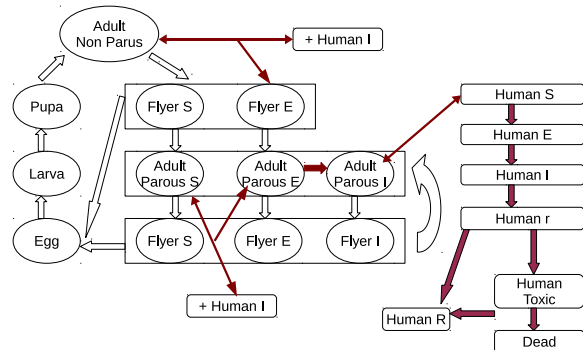 Adult
Non Parus
+ Human I
Pupa
Flyer S
Flyer E
Human S
Human E
Larva
Adult
Parous S
Adult
Parous E
Adult
Parous I
Human I
Egg
Flyer S
Flyer E
Flyer I
Human r
+ Human I
Human
Toxic
Human R
Dead